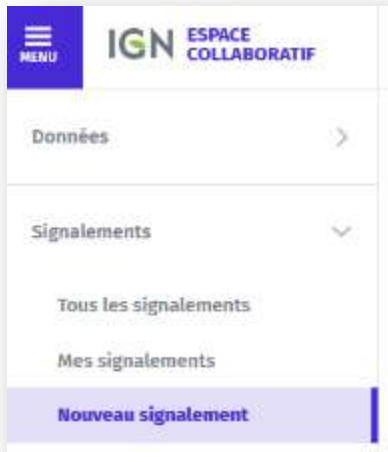 MENU
IGN ESPACE
COLLABORATIF
Données
Signalements
Tous les signalements
Mes signalements
Nouveau signalement